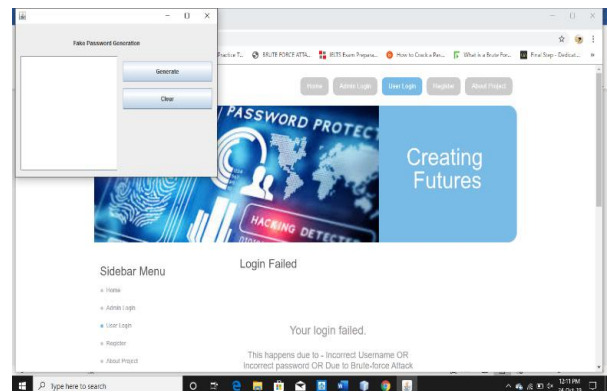 Fake Password Generation
Generate
Clear
BRUTE FORCE ATTA...
IELTS Exam Prepara...
How to Crack a Pas...
What is a Brute For...
Final Step - Dedicat...
Home
Admin Login
User Login
Register
About Project
PASSWORD PROTECT
HACKING DETECTE
Creating
Futures
Login Failed
Sidebar Menu
Home
Admin Login
User Login
Register
About Project
Your login failed.
This happens due to - Incorrect Username OR
Incorrect password OR Due to Brute-force Attack
Type here to search
12:11 PM